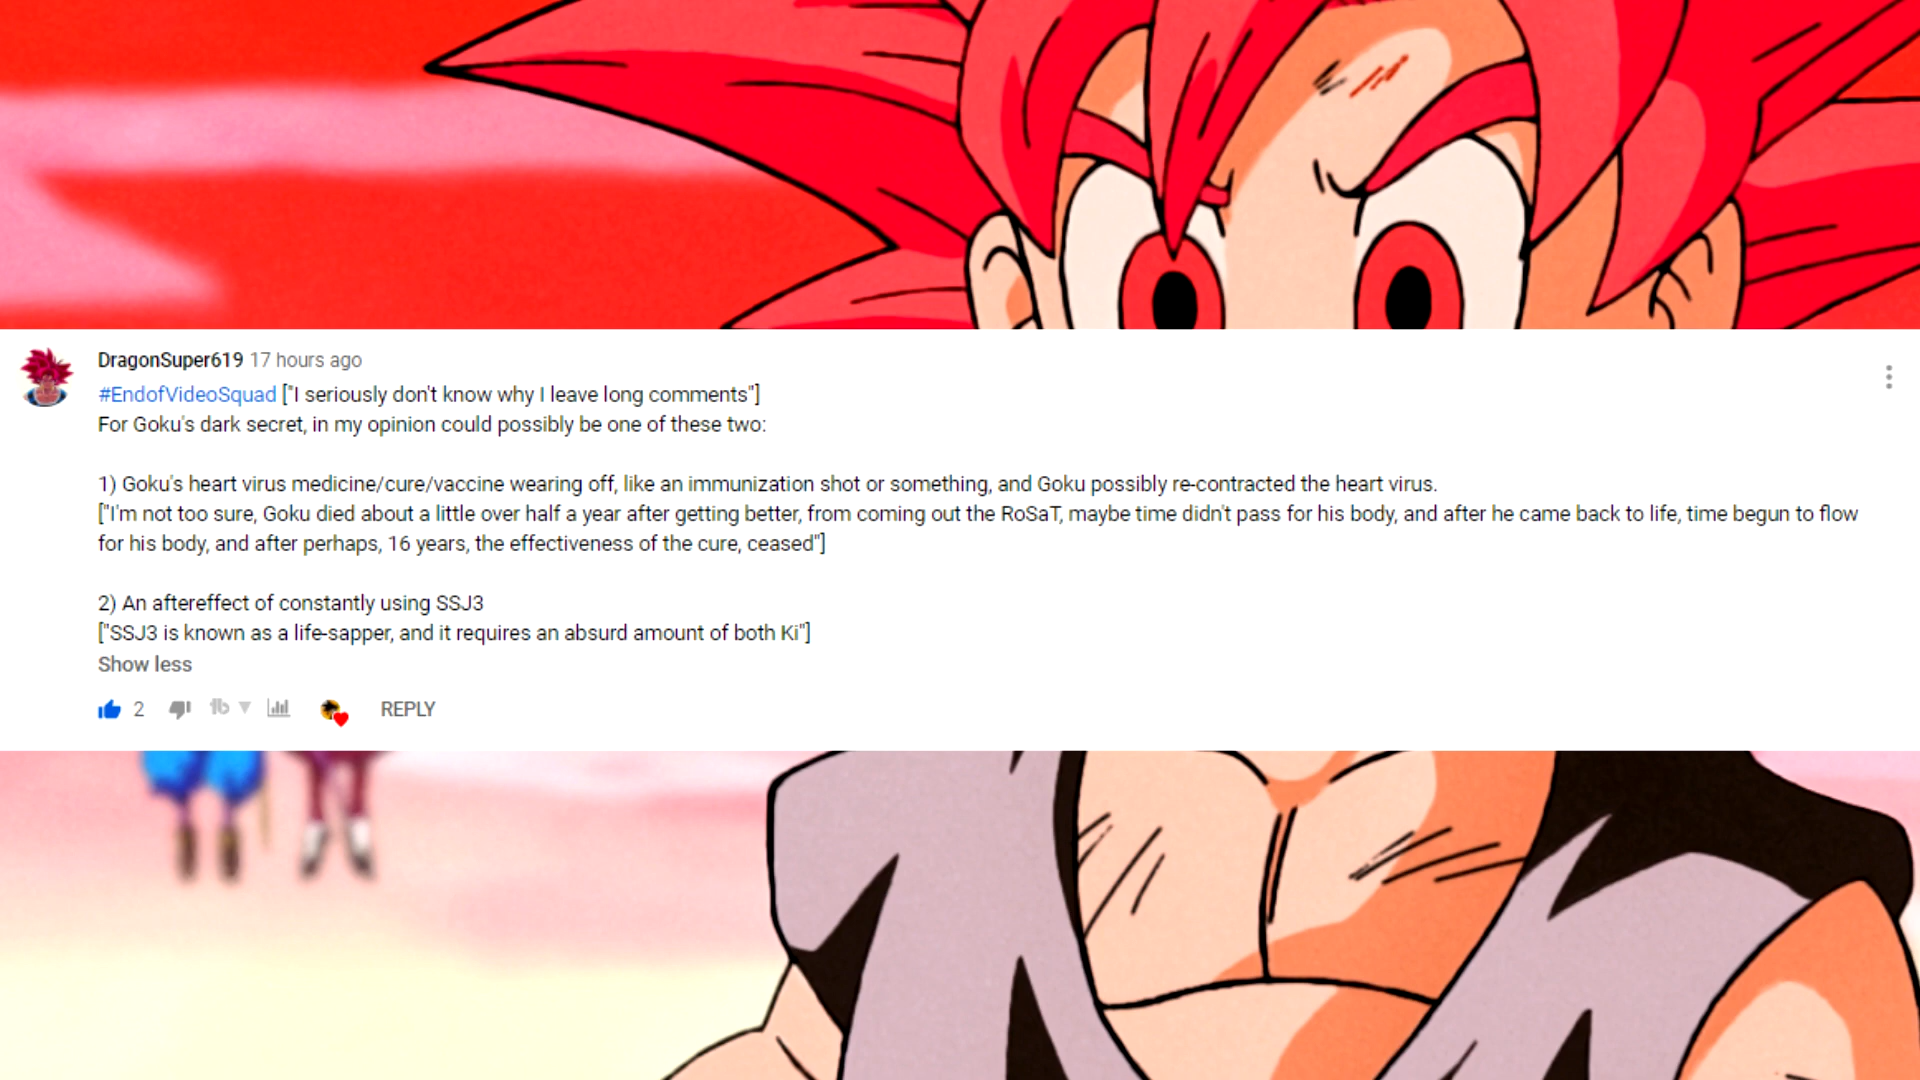 DragonSuper619 17 hours ago
#EndofVideoSquad ["I seriously don't know why I leave long comments"]
For Goku's dark secret, in my opinion could possibly be one of these two:
1) Goku's heart virus medicine/cure/vaccine wearing off, like an immunization shot or something, and Goku possibly re-contracted the heart virus.
["I'm not too sure, Goku died about a little over half a year after getting better, from coming out the RoSaT, maybe time didn't pass for his body, and after he came back to life, time begun to flow
for his body, and after perhaps, 16 years, the effectiveness of the cure, ceased"]
2) An aftereffect of constantly using SSJ3
["SSJ3 is known as a life-sapper, and it requires an absurd amount of both Ki"]
Show less
2 REPLY